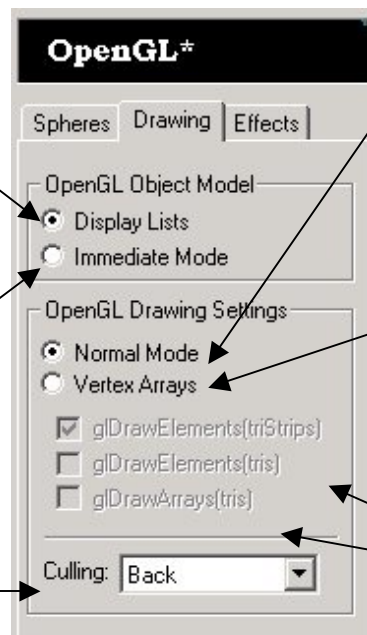 OpenGL*
Spheres Drawing Effects
OpenGL Object Model
Display Lists
Immediate Mode
OpenGL Drawing Settings
Normal Mode
Vertex Arrays
glDrawElements(triStrips)
glDrawElements(tris)
glDrawArrays(tris)
Culling: Back